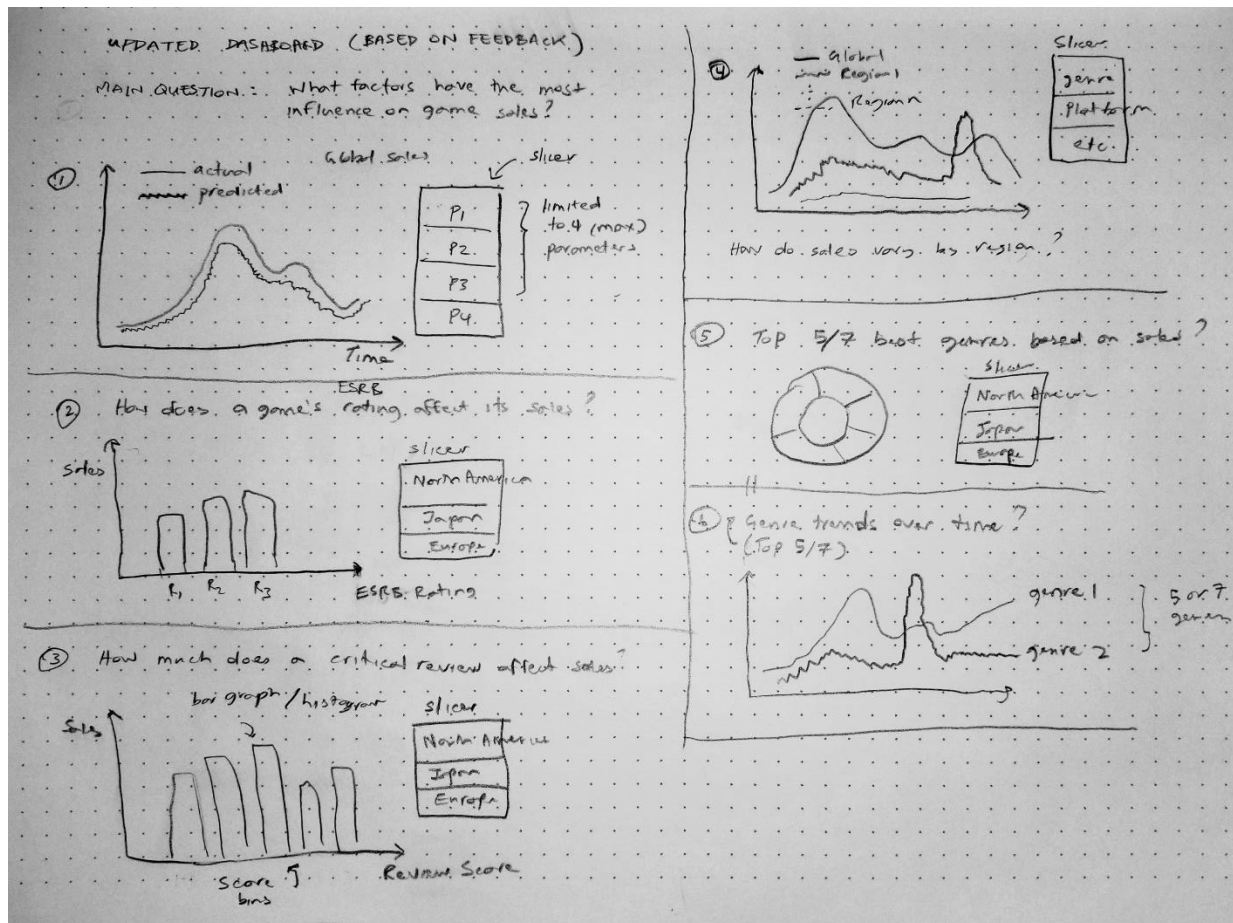 UPDATED DASHBOARD (BASED ON FEEDBACK)
MAIN QUESTION: What factors have the most
influence on game sales?
①
Global sales
actual
predicted
slicer
P1
P2
P3
P4
limited
to 4 (max)
parameters
Time
ESRB
② How does a game's rating affect its sales?
Sales
R1 R2 R3
ESRB Rating
slicer
North America
Japan
Europe
③ How much does a critical review affect sales?
bar graph / histogram
Sales
Score
bins
Review Score
slicer
North America
Japan
Europe
④
Global
Region 1
Region n
Slicer
genre
Platform
etc.
How do sales vary by region?
⑤ Top 5/7 best genres based on sales?
Slicer
North America
Japan
Europe
⑥ Genre trends over time?
(Top 5/7)
genre 1
genre 2
5 or 7
genres